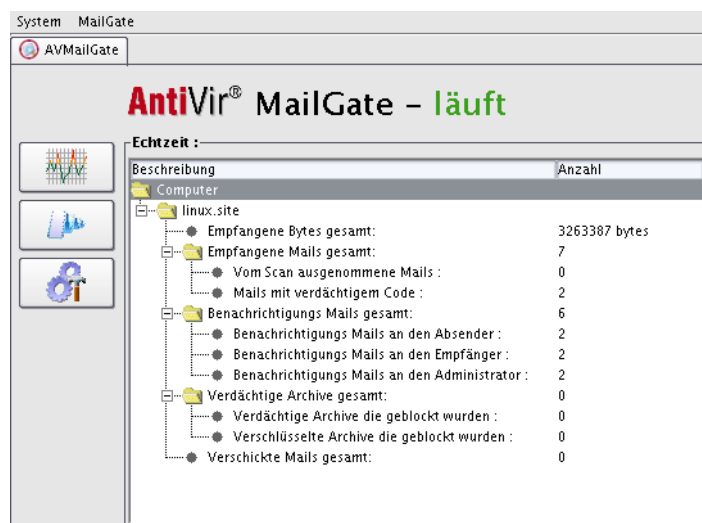 System MailGate
AVMailGate
AntiVir® MailGate – läuft
Echtzeit :
Beschreibung Anzahl
Computer
linux.site
Empfangene Bytes gesamt: 3263387 bytes
Empfangene Mails gesamt: 7
Vom Scan ausgenommene Mails : 0
Mails mit verdächtigem Code : 2
Benachrichtigungs Mails gesamt: 6
Benachrichtigungs Mails an den Absender : 2
Benachrichtigungs Mails an den Empfänger : 2
Benachrichtigungs Mails an den Administrator : 2
Verdächtige Archive gesamt: 0
Verdächtige Archive die geblockt wurden : 0
Verschlüsselte Archive die geblockt wurden : 0
Verschickte Mails gesamt: 0